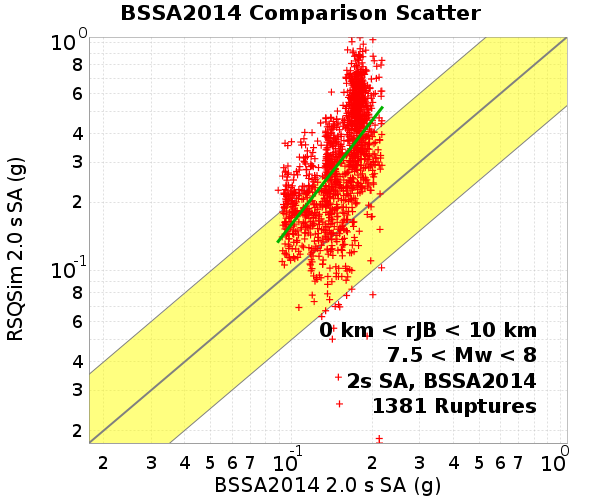 BSSA2014 Comparison Scatter
RSQSim 2.0 s SA (g)
10^0
8
6
4
3
2
10^-1
8
6
4
3
2
0 km < rJB < 10 km
7.5 < Mw < 8
2s SA, BSSA2014
1381 Ruptures
2 3 4 5 6 7 10^-1 2 3 4 5 6 7 10^0
BSSA2014 2.0 s SA (g)